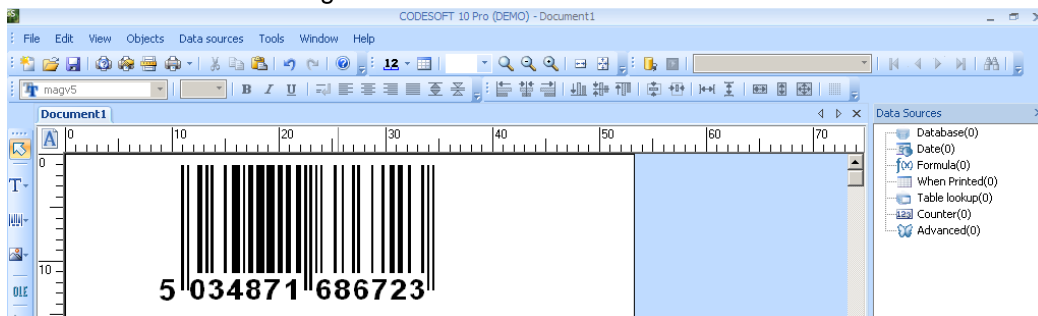 CODESOFT 10 Pro (DEMO) - Document1
File Edit View Objects Data sources Tools Window Help
12
magv5 B I U
Document1
Data Sources
0 10 20 30 40 50 60 70
Database(0)
Date(0)
Formula(0)
When Printed(0)
Table lookup(0)
Counter(0)
Advanced(0)
0
10
OLE
5 034871 686723